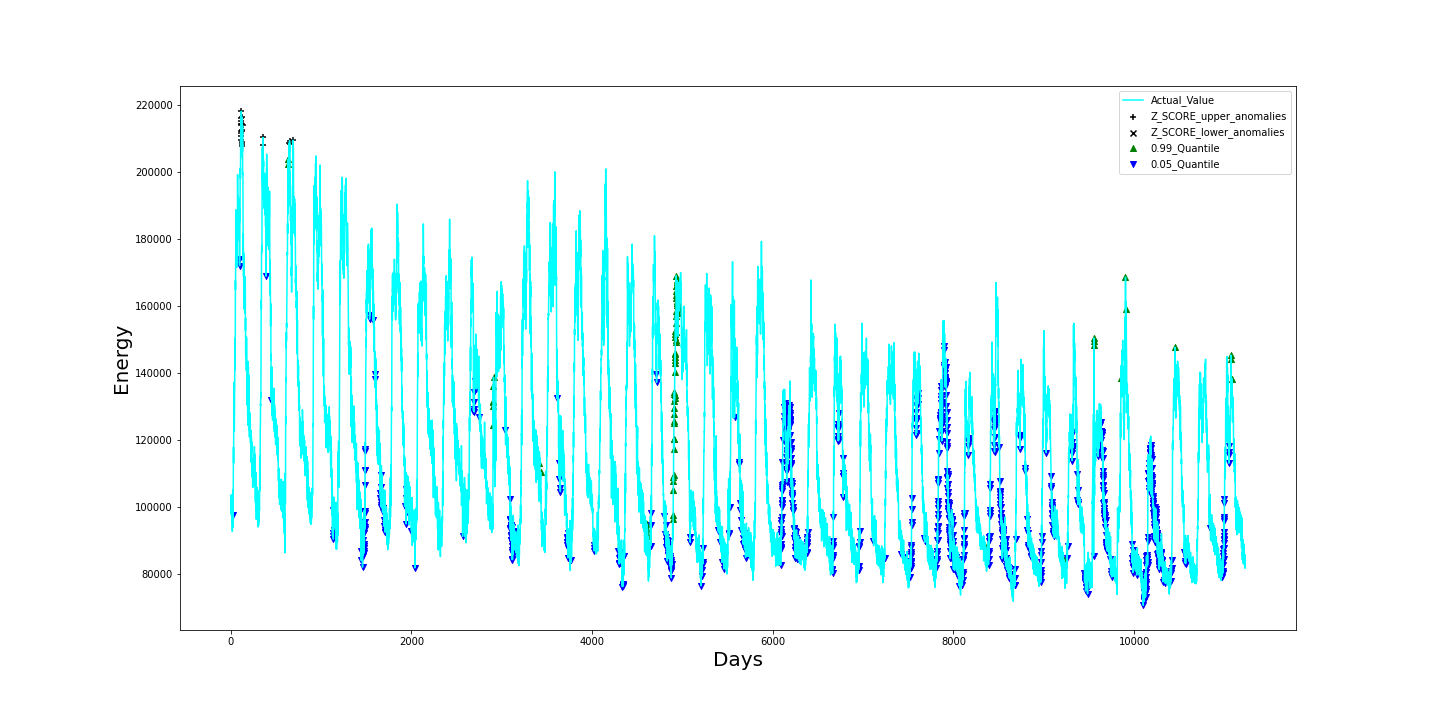 220000
200000
180000
160000
140000
120000
100000
80000
Energy
0
2000
4000
6000
8000
10000
Days
Actual_Value
Z_SCORE_upper_anomalies
Z_SCORE_lower_anomalies
0.99_Quantile
0.05_Quantile